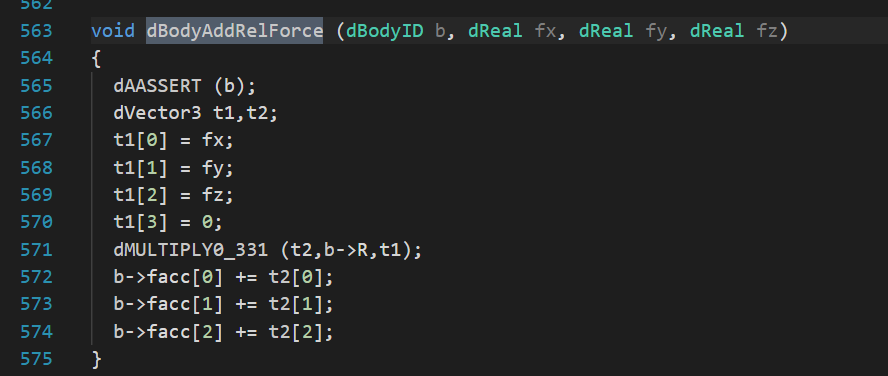 562
563 void dBodyAddRelForce (dBodyID b, dReal fx, dReal fy, dReal fz)
564 {
565   dAASSERT (b);
566   dVector3 t1,t2;
567   t1[0] = fx;
568   t1[1] = fy;
569   t1[2] = fz;
570   t1[3] = 0;
571   dMULTIPLY0_331 (t2,b->R,t1);
572   b->facc[0] += t2[0];
573   b->facc[1] += t2[1];
574   b->facc[2] += t2[2];
575 }